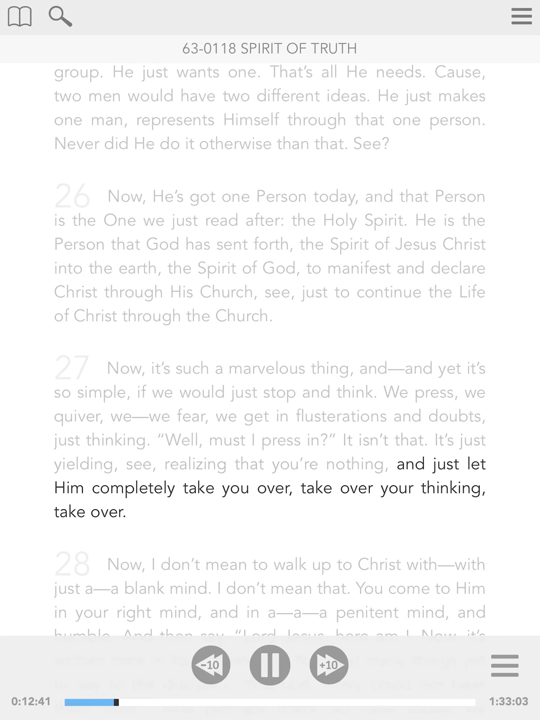 63-0118 SPIRIT OF TRUTH
group. He just wants one. That's all He needs. Cause,
two men would have two different ideas. He just makes
one man, represents Himself through that one person.
Never did He do it otherwise than that. See?
26 Now, He's got one Person today, and that Person
is the One we just read after: the Holy Spirit. He is the
Person that God has sent forth, the Spirit of Jesus Christ
into the earth, the Spirit of God, to manifest and declare
Christ through His Church, see, just to continue the Life
of Christ through the Church.
27 Now, it's such a marvelous thing, and—and yet it's
so simple, if we would just stop and think. We press, we
quiver, we—we fear, we get in flusterations and doubts,
just thinking. “Well, must I press in?” It isn't that. It's just
yielding, see, realizing that you're nothing, and just let
Him completely take you over, take over your thinking,
take over.
28 Now, I don't mean to walk up to Christ with—with
just a—a blank mind. I don't mean that. You come to Him
in your right mind, and in a—a—a penitent mind, and
humble. And then say, “Lord Jesus, here am I. Now, it's
-10
+10
0:12:41
1:33:03